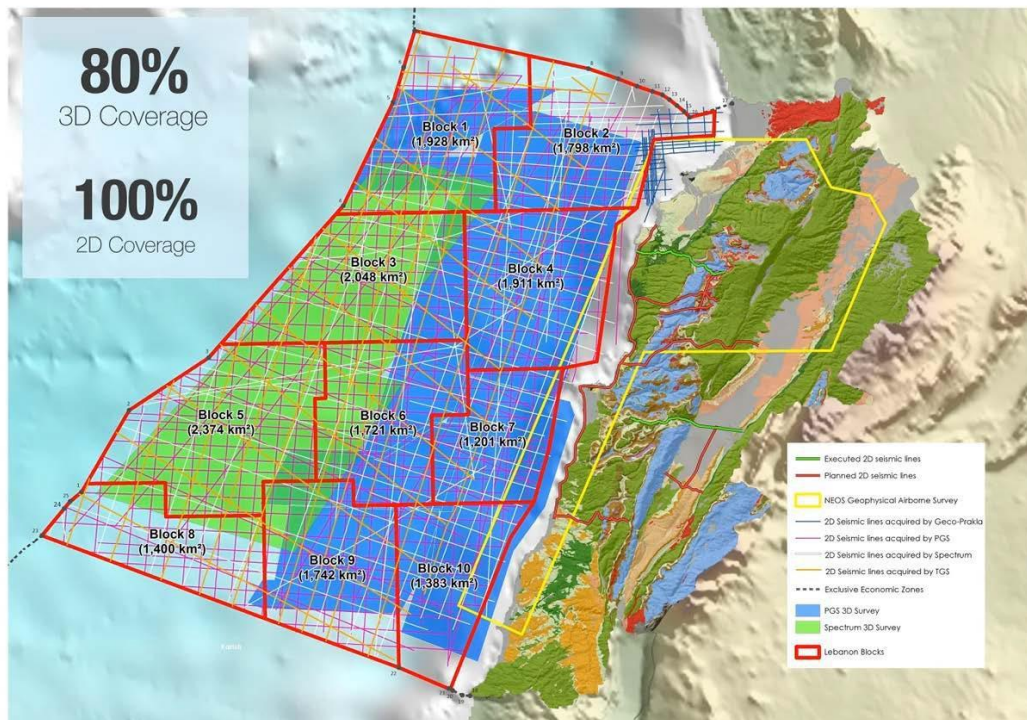 80%
3D Coverage
100%
2D Coverage
Block 1
(1,928 km²)
Block 2
(1,798 km²)
Block 3
(2,048 km²)
Block 4
(1,911 km²)
Block 5
(2,374 km²)
Block 6
(1,721 km²)
Block 7
(1,201 km²)
Block 8
(1,400 km²)
Block 9
(1,742 km²)
Block 10
(1,383 km²)
Executed 2D seismic lines
Planned 2D seismic lines
NEOS Geophysical Airborne Survey
2D Seismic lines acquired by Geco-Prakla
2D Seismic lines acquired by PGS
2D Seismic lines acquired by Spectrum
2D Seismic lines acquired by TGS
Exclusive Economic Zones
PGS 3D Survey
Spectrum 3D Survey
Lebanon Blocks
24
25
22